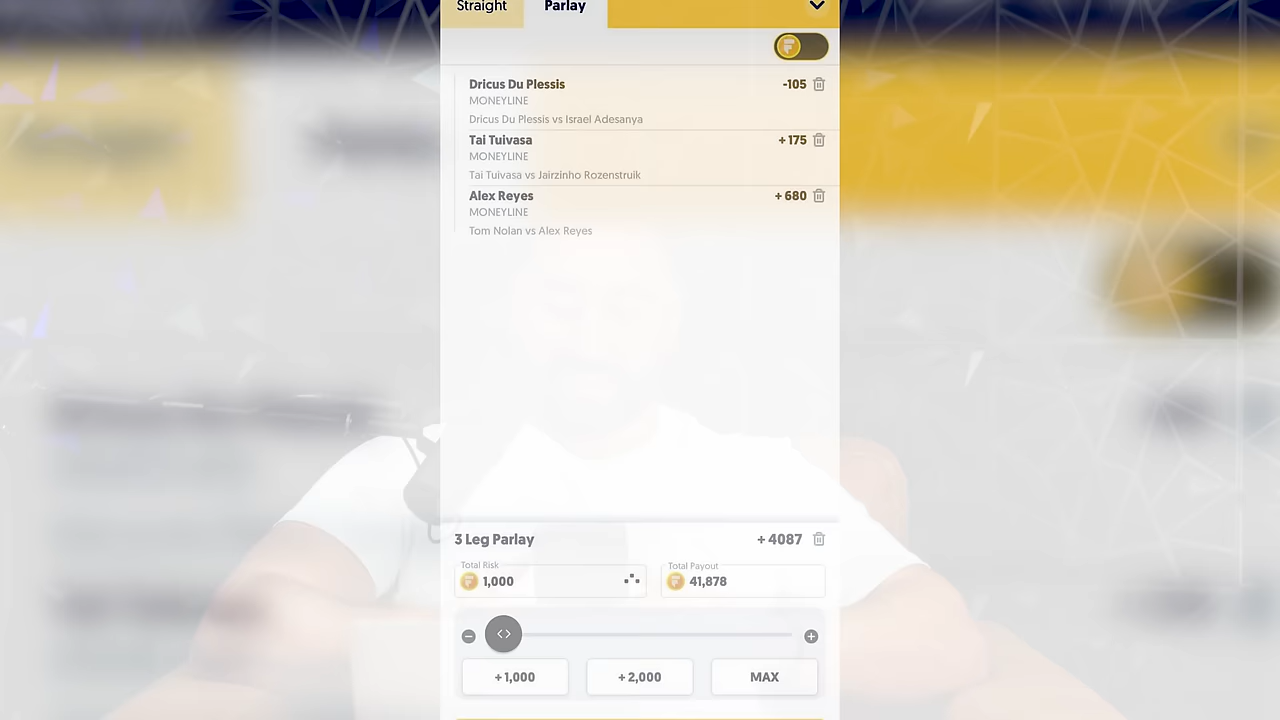 Straight Parlay
Dricus Du Plessis -105
MONEYLINE
Dricus Du Plessis vs Israel Adesanya
Tai Tuivasa +175
MONEYLINE
Tai Tuivasa vs Jairzinho Rozenstruik
Alex Reyes +680
MONEYLINE
Tom Nolan vs Alex Reyes
3 Leg Parlay +4087
Total Risk Total Payout
1,000 41,878
+1,000 +2,000 MAX